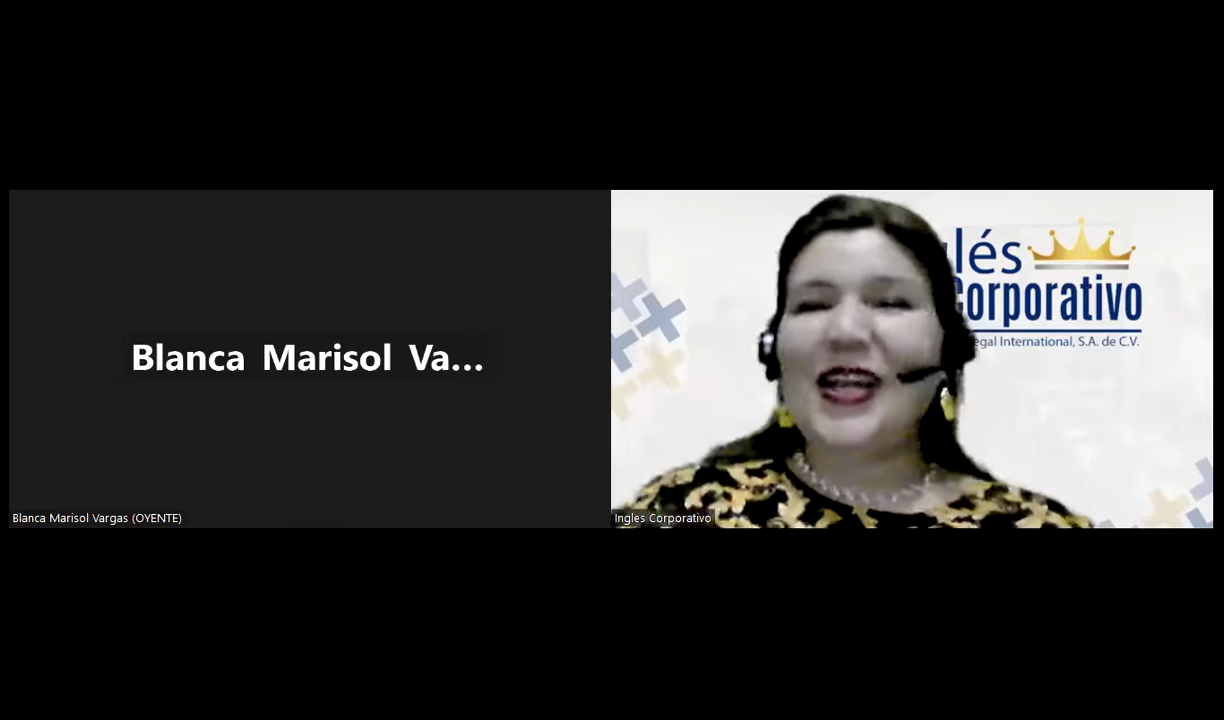 Blanca Marisol Va...
Blanca Marisol Vargas (OYENTE)
lés
Corporativo
egal International, S.A. de C.V.
Ingles Corporativo